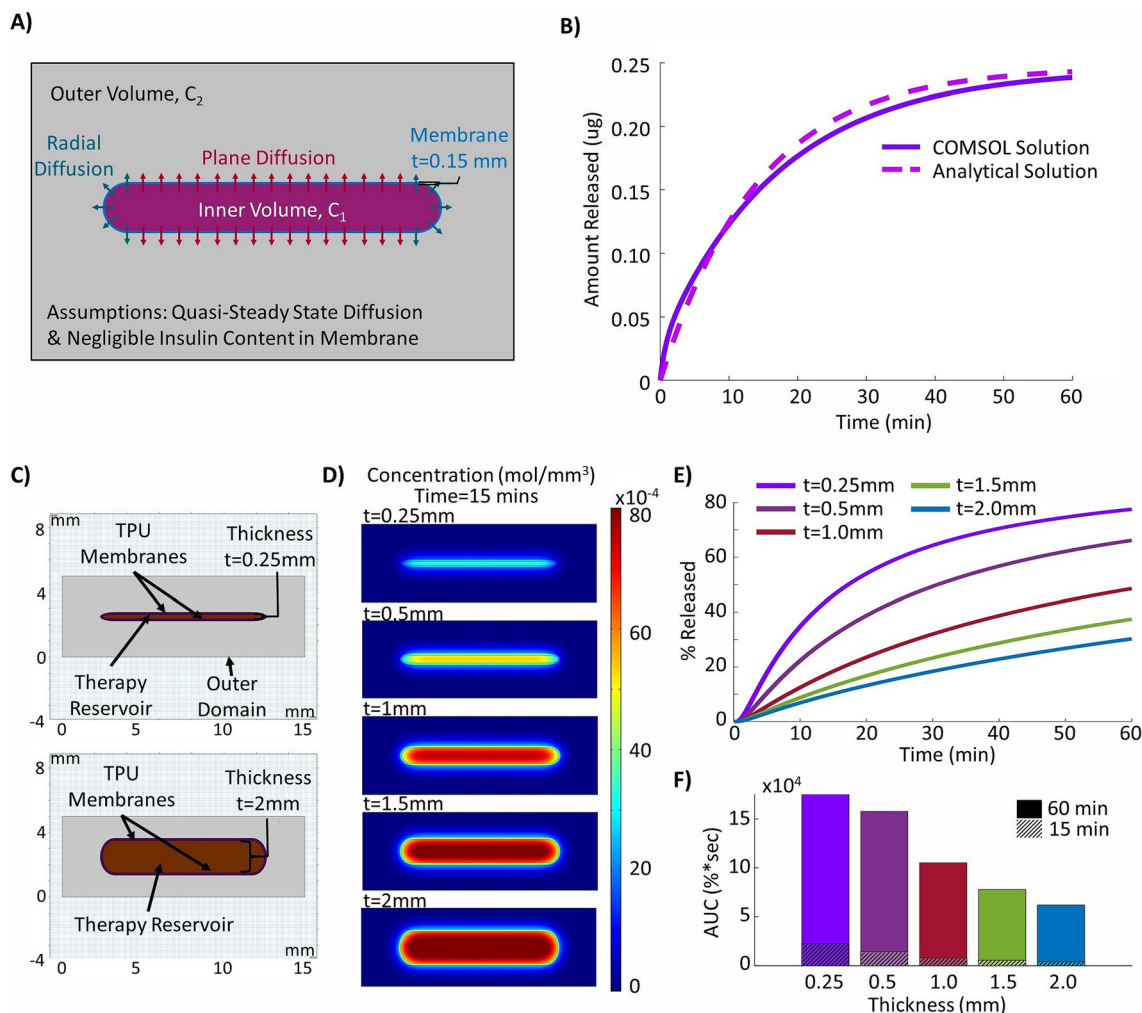 A)
Outer Volume, C2
Radial
Diffusion
Plane Diffusion
Membrane
t=0.15 mm
Inner Volume, C1
Assumptions: Quasi-Steady State Diffusion
& Negligible Insulin Content in Membrane
B)
0.25
0.20
0.15
0.10
0.05
0
Amount Released (ug)
COMSOL Solution
Analytical Solution
0 10 20 30 40 50 60
Time (min)
C)
8 mm
4
0
-4
TPU
Membranes
Thickness
t=0.25mm
Therapy
Reservoir
Outer
Domain
mm
0 5 10 15
8 mm
4
0
-4
TPU
Membranes
Thickness
t=2mm
Therapy Reservoir
mm
0 5 10 15
D)
Concentration (mol/mm3)
Time=15 mins
x10-4
t=0.25mm
t=0.5mm
t=1mm
t=1.5mm
t=2mm
80
60
40
20
0
E)
t=0.25mm
t=0.5mm
t=1.0mm
t=1.5mm
t=2.0mm
80
60
40
20
0
% Released
0 10 20 30 40 50 60
Time (min)
F)
x104
15
10
5
0
AUC (%*sec)
60 min
15 min
0.25 0.5 1.0 1.5 2.0
Thickness (mm)